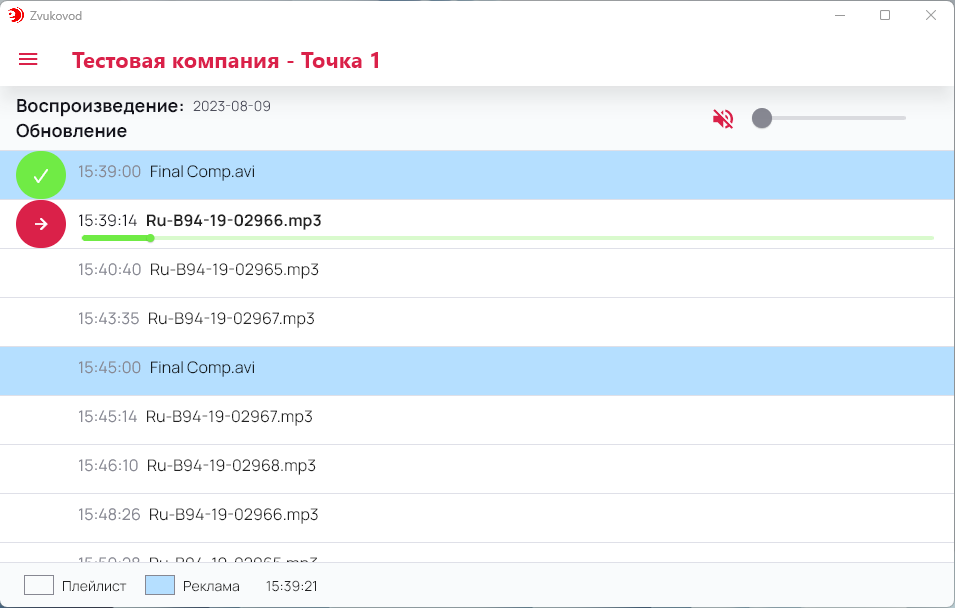 Zvukovod
Тестовая компания - Точка 1
Воспроизведение: 2023-08-09
Обновление
15:39:00 Final Comp.avi
15:39:14 Ru-B94-19-02966.mp3
15:40:40 Ru-B94-19-02965.mp3
15:43:35 Ru-B94-19-02967.mp3
15:45:00 Final Comp.avi
15:45:14 Ru-B94-19-02967.mp3
15:46:10 Ru-B94-19-02968.mp3
15:48:26 Ru-B94-19-02966.mp3
Плейлист Реклама 15:39:21